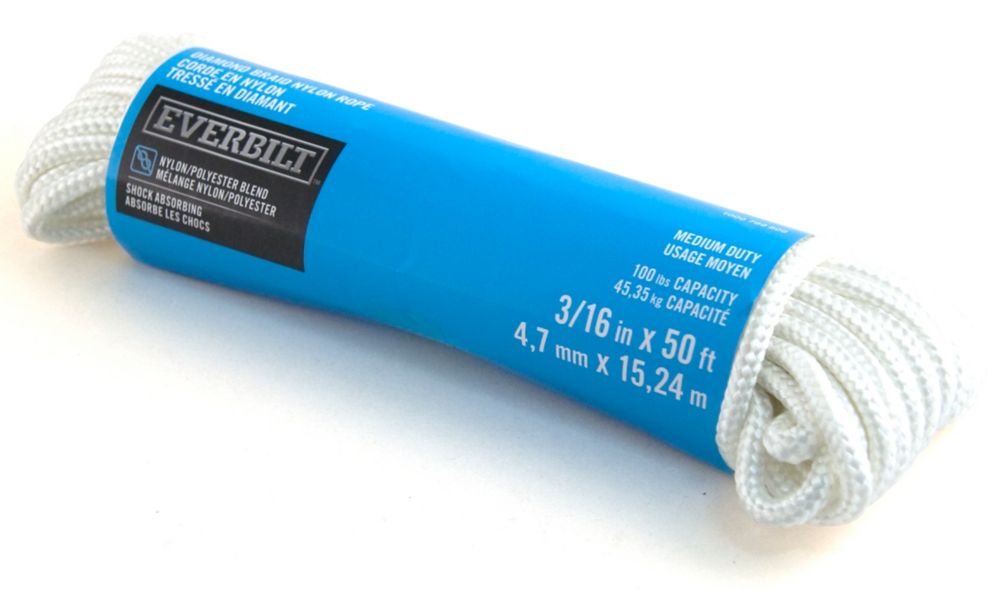 DIAMOND BRAID NYLON ROPE
CORDE EN NYLON
TRESSÉ EN DIAMANT
EVERBILT™
NYLON/POLYESTER BLEND
MÉLANGE NYLON/POLYESTER
SHOCK ABSORBING
ABSORBE LES CHOCS
MEDIUM DUTY
USAGE MOYEN
100 lbs CAPACITY
45,35 kg CAPACITÉ
3/16 in x 50 ft
4,7 mm x 15,24 m